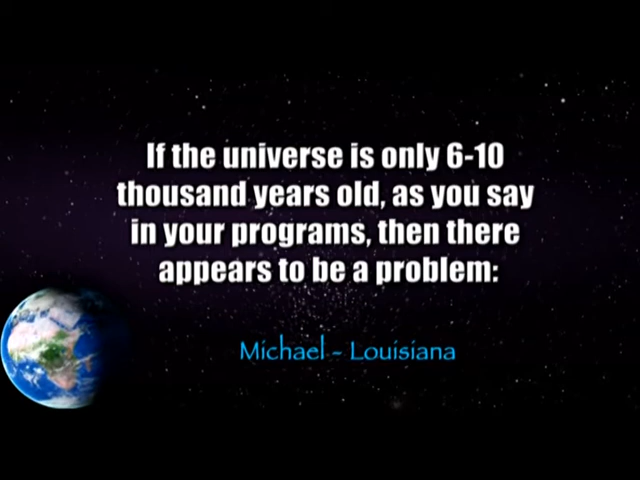 If the universe is only 6-10
thousand years old, as you say
in your programs, then there
appears to be a problem:
Michael - Louisiana